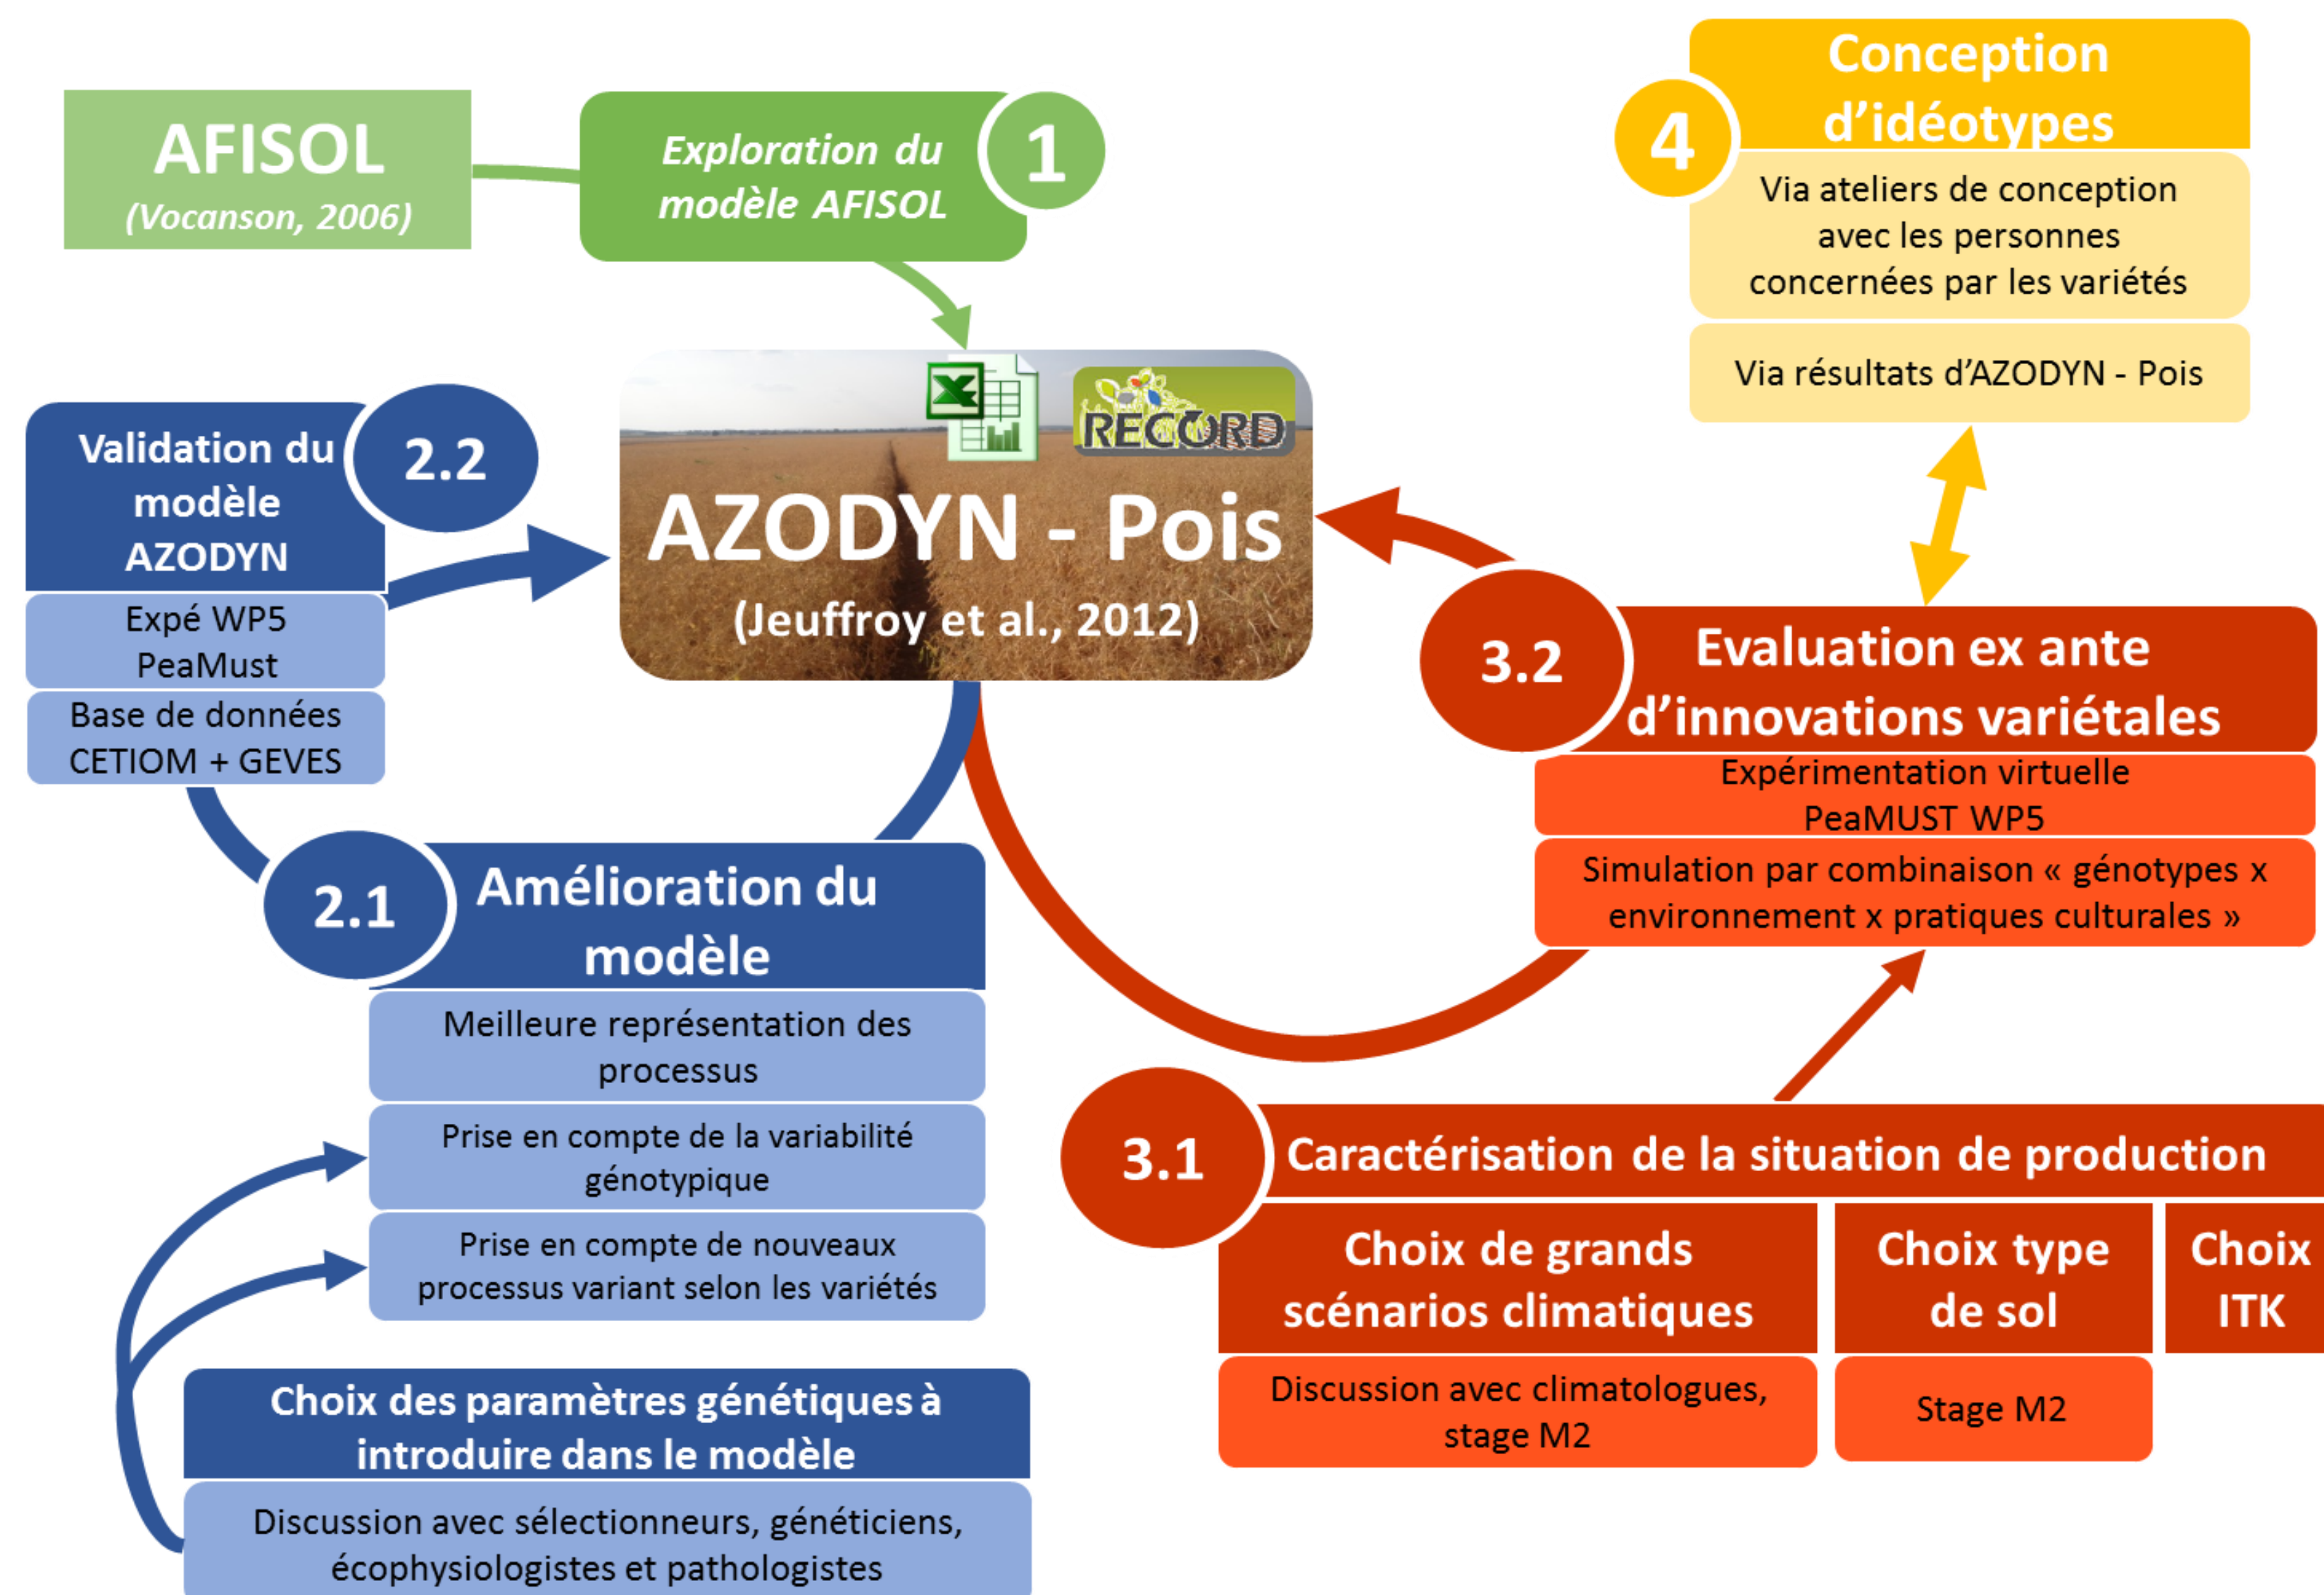 AFISOL
(Vocanson, 2006)
Exploration du
modèle AFISOL
1
Conception
d’idéotypes
4
Via ateliers de conception
avec les personnes
concernées par les variétés
Via résultats d’AZODYN - Pois
RECORD
AZODYN - Pois
(Jeuffroy et al., 2012)
Validation du
modèle
AZODYN
2.2
Expé WP5
PeaMust
Base de données
CETIOM + GEVES
3.2
Evaluation ex ante
d’innovations variétales
Expérimentation virtuelle
PeaMUST WP5
Simulation par combinaison « génotypes x
environnement x pratiques culturales »
2.1
Amélioration du
modèle
Meilleure représentation des
processus
Prise en compte de la variabilité
génotypique
Prise en compte de nouveaux
processus variant selon les variétés
Choix des paramètres génétiques à
introduire dans le modèle
Discussion avec sélectionneurs, généticiens,
écophysiologistes et pathologistes
3.1
Caractérisation de la situation de production
Choix de grands
scénarios climatiques
Discussion avec climatologues,
stage M2
Choix type
de sol
Stage M2
Choix
ITK